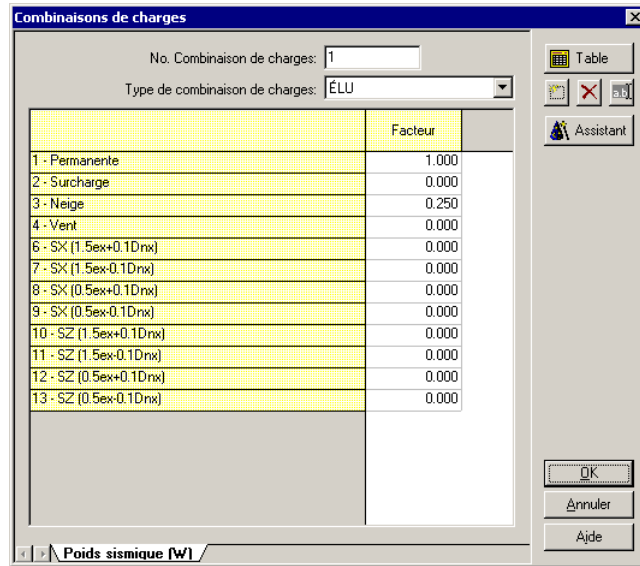 Combinaisons de charges
No. Combinaison de charges: 1
Type de combinaison de charges: ÉLU
Facteur
1 - Permanente 1.000
2 - Surcharge 0.000
3 - Neige 0.250
4 - Vent 0.000
6 - SX (1.5ex+0.1Dnx) 0.000
7 - SX (1.5ex-0.1Dnx) 0.000
8 - SX (0.5ex+0.1Dnx) 0.000
9 - SX (0.5ex-0.1Dnx) 0.000
10 - SZ (1.5ex+0.1Dnx) 0.000
11 - SZ (1.5ex-0.1Dnx) 0.000
12 - SZ (0.5ex+0.1Dnx) 0.000
13 - SZ (0.5ex-0.1Dnx) 0.000
Poids sismique (W)
Table
a.b
Assistant
OK
Annuler
Aide